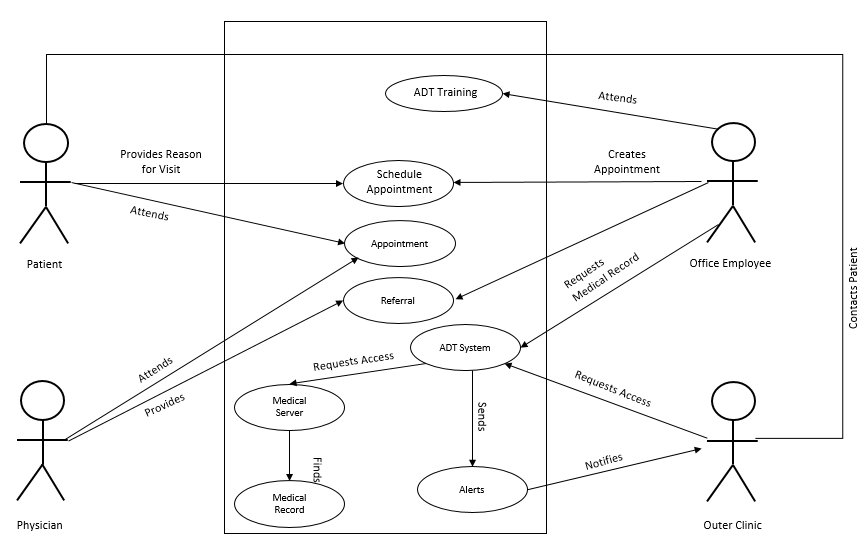 ADT Training
Attends
Provides Reason
for Visit
Schedule
Appointment
Creates
Appointment
Attends
Appointment
Patient
Office Employee
Requests
Medical Record
Contacts Patient
Referral
ADT System
Requests Access
Attends
Provides
Medical
Server
Requests Access
Sends
Finds
Notifies
Medical
Record
Alerts
Physician
Outer Clinic